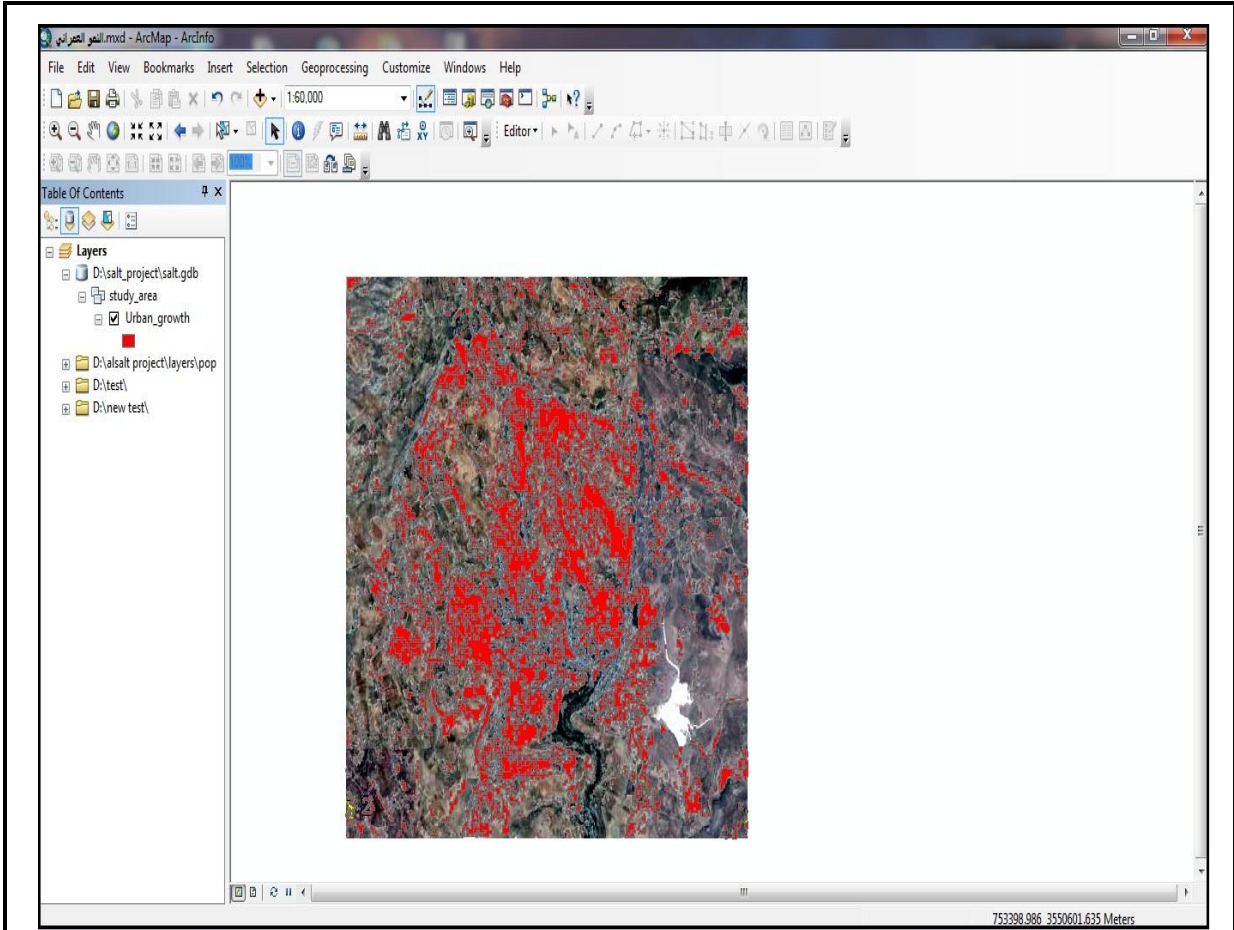 النمو العمراني.mxd - ArcMap - ArcInfo
File Edit View Bookmarks Insert Selection Geoprocessing Customize Windows Help
1:60,000
Editor
100%
Table Of Contents
Layers
D:\salt_project\salt.gdb
study_area
Urban_growth
D:\alsalt project\layers\pop
D:\test\
D:\new test\
2
753398.986 3550601.635 Meters